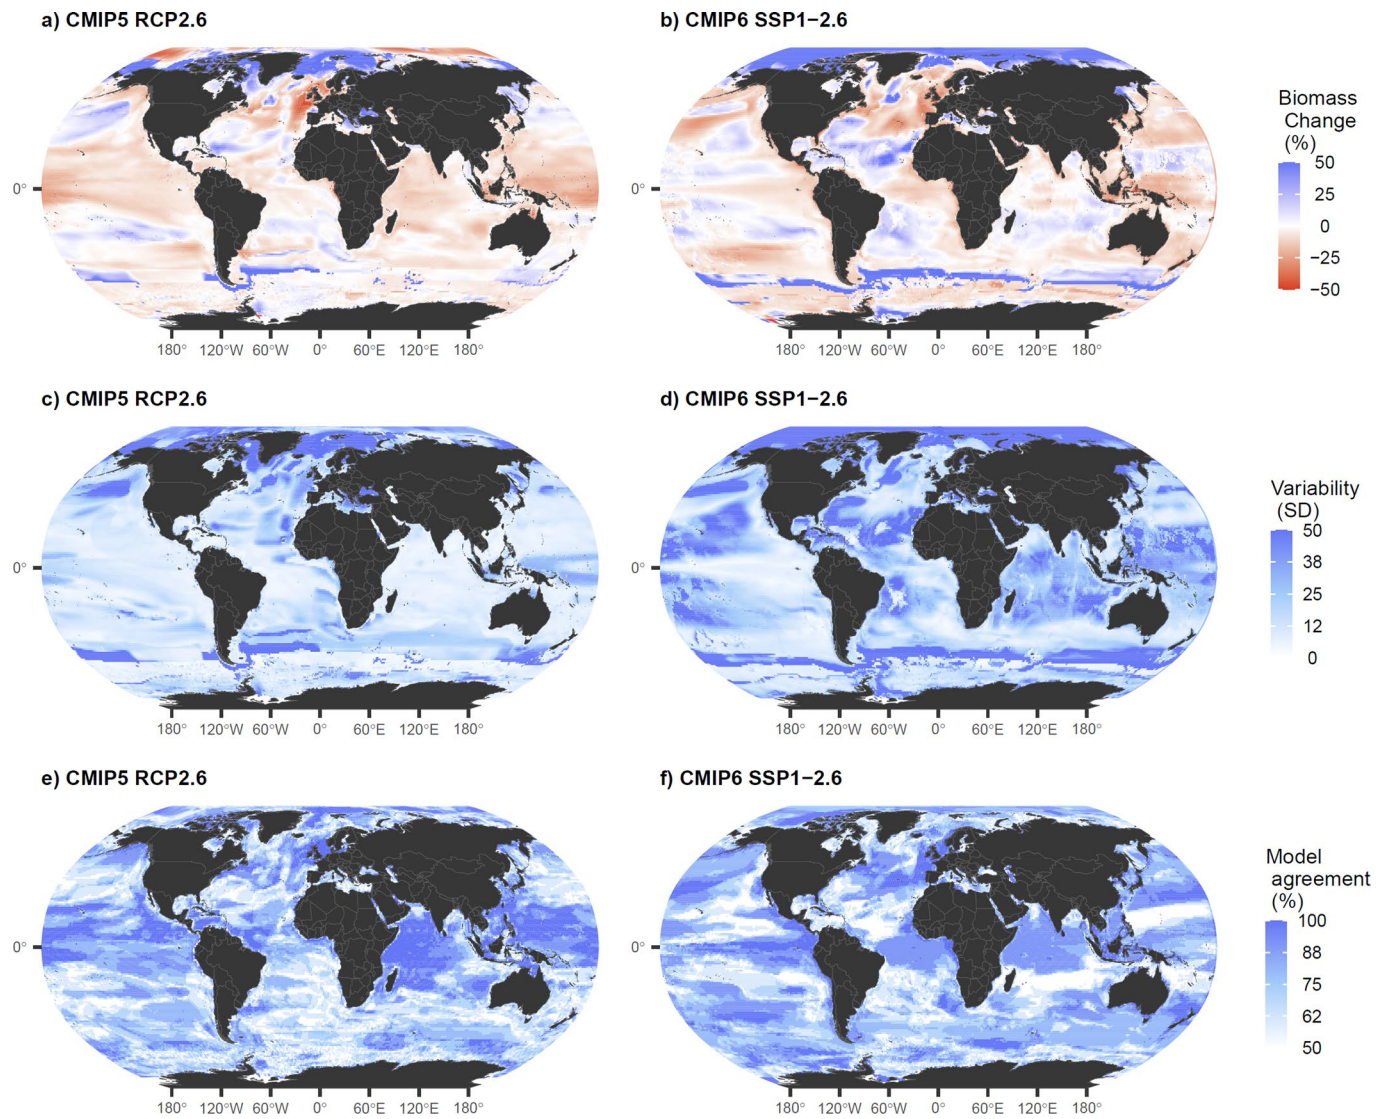 a) CMIP5 RCP2.6
b) CMIP6 SSP1−2.6
0°
180° 120°W 60°W 0° 60°E 120°E 180°
0°
180° 120°W 60°W 0° 60°E 120°E 180°
Biomass
Change
(%)
50
25
0
−25
−50
c) CMIP5 RCP2.6
d) CMIP6 SSP1−2.6
0°
180° 120°W 60°W 0° 60°E 120°E 180°
0°
180° 120°W 60°W 0° 60°E 120°E 180°
Variability
(SD)
50
38
25
12
0
e) CMIP5 RCP2.6
f) CMIP6 SSP1−2.6
0°
180° 120°W 60°W 0° 60°E 120°E 180°
0°
180° 120°W 60°W 0° 60°E 120°E 180°
Model
agreement
(%)
100
88
75
62
50